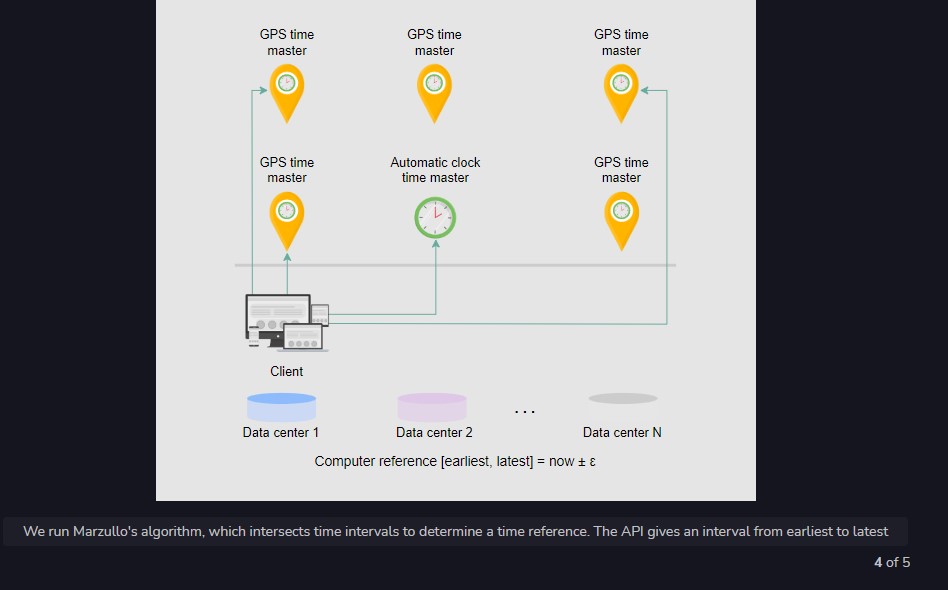 GPS time
master
GPS time
master
GPS time
master
GPS time
master
Automatic clock
time master
GPS time
master
Client
...
Data center 1
Data center 2
Data center N
Computer reference [earliest, latest] = now ± ε
We run Marzullo's algorithm, which intersects time intervals to determine a time reference. The API gives an interval from earliest to latest
4 of 5